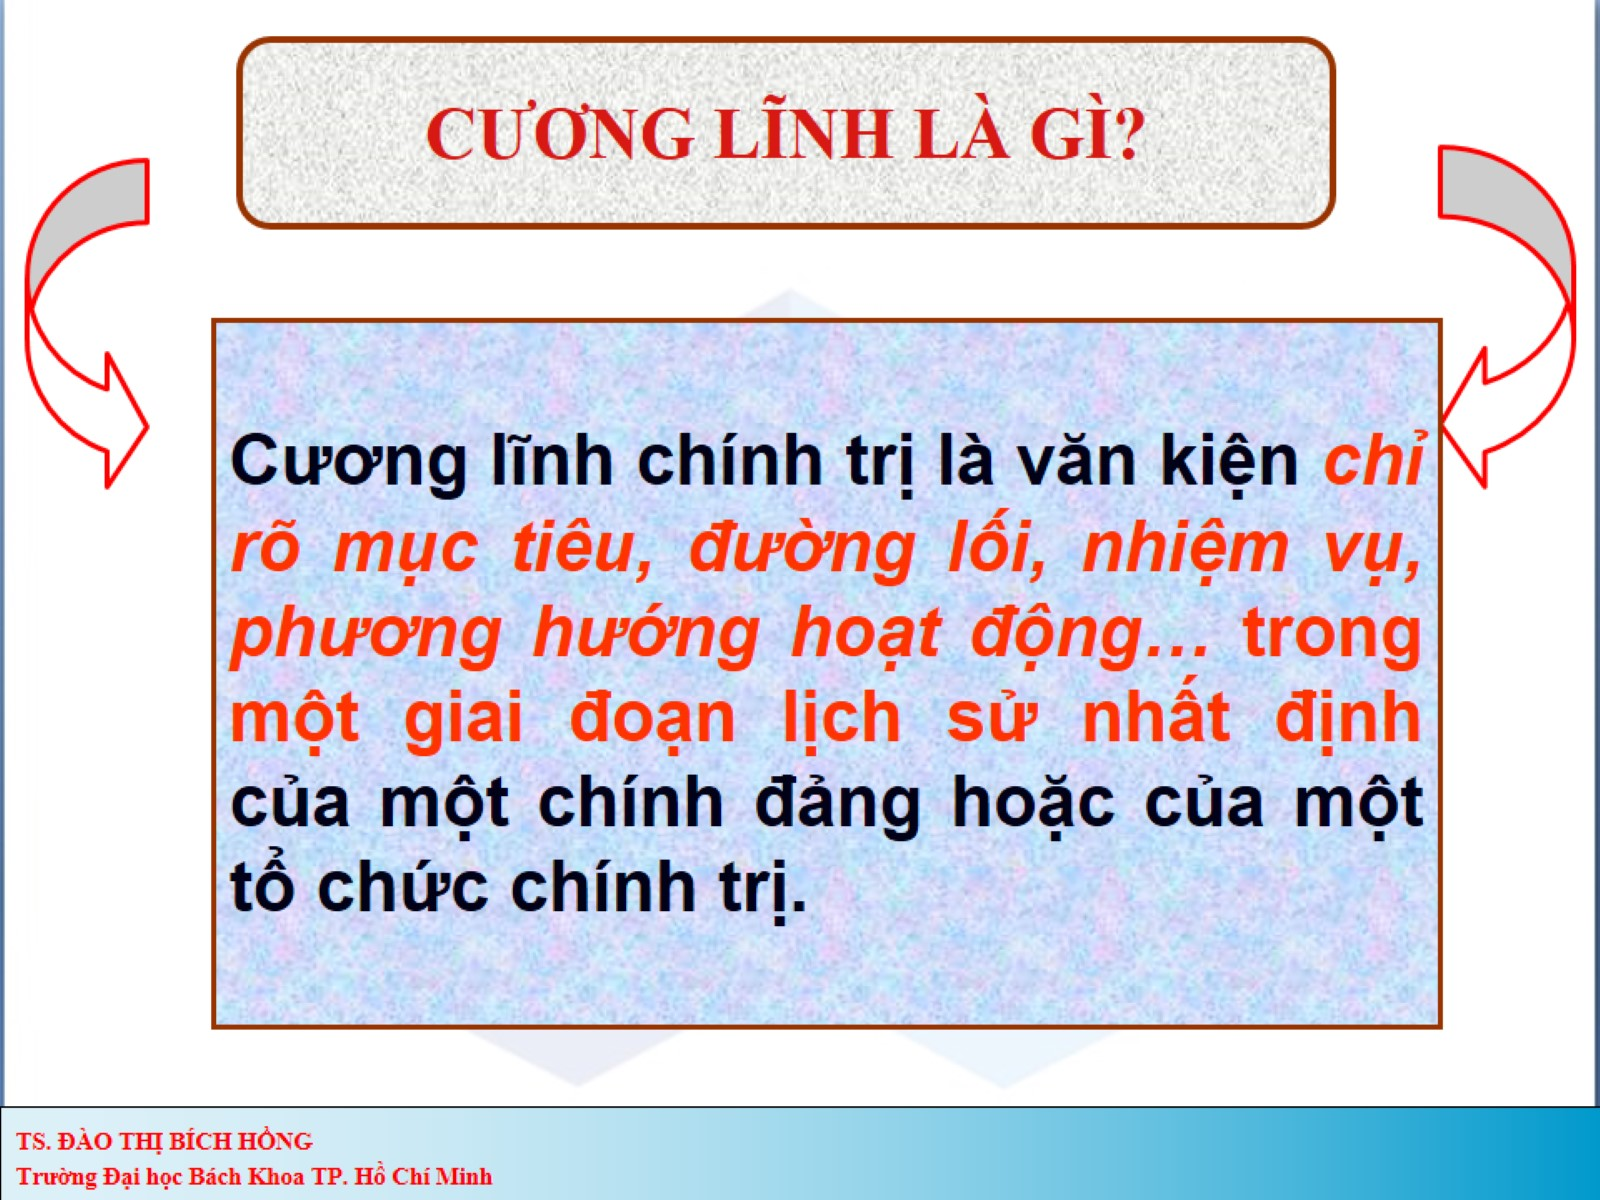 CƯƠNG LĨNH LÀ GÌ?
Cương lĩnh chính trị là văn kiện chỉ
rõ mục tiêu, đường lối, nhiệm vụ,
phương hướng hoạt động… trong
một giai đoạn lịch sử nhất định
của một chính đảng hoặc của một
tổ chức chính trị.
TS. ĐÀO THỊ BÍCH HỒNG
Trường Đại học Bách Khoa TP. Hồ Chí Minh